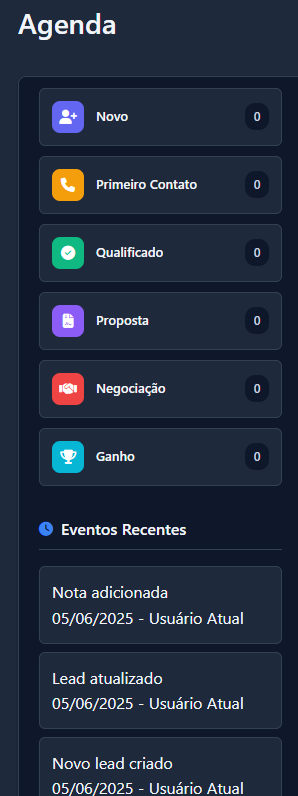 Agenda
Novo 0
Primeiro Contato 0
Qualificado 0
Proposta 0
Negociação 0
Ganho 0
Eventos Recentes
Nota adicionada
05/06/2025 - Usuário Atual
Lead atualizado
05/06/2025 - Usuário Atual
Novo lead criado
05/06/2025 - Usuário Atual